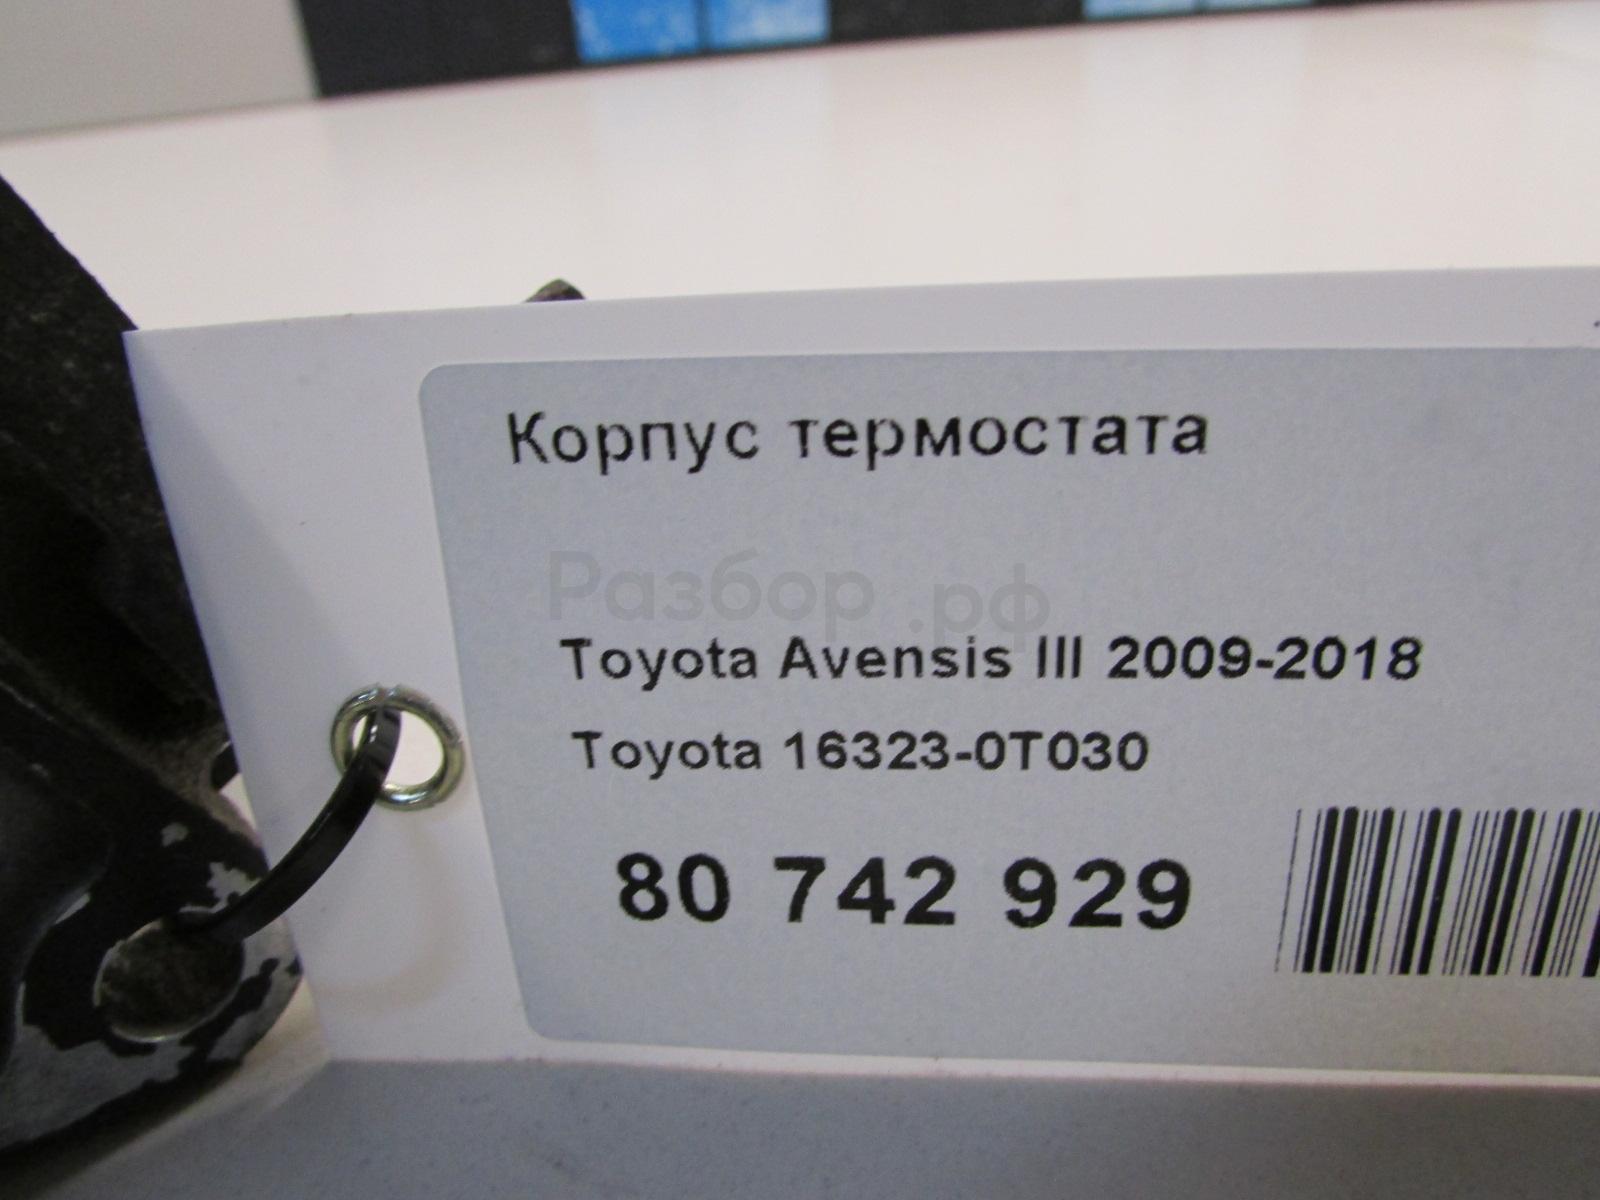 Корпус термостата
Разбор.рф
Toyota Avensis III 2009-2018
Toyota 16323-0T030
80 742 929